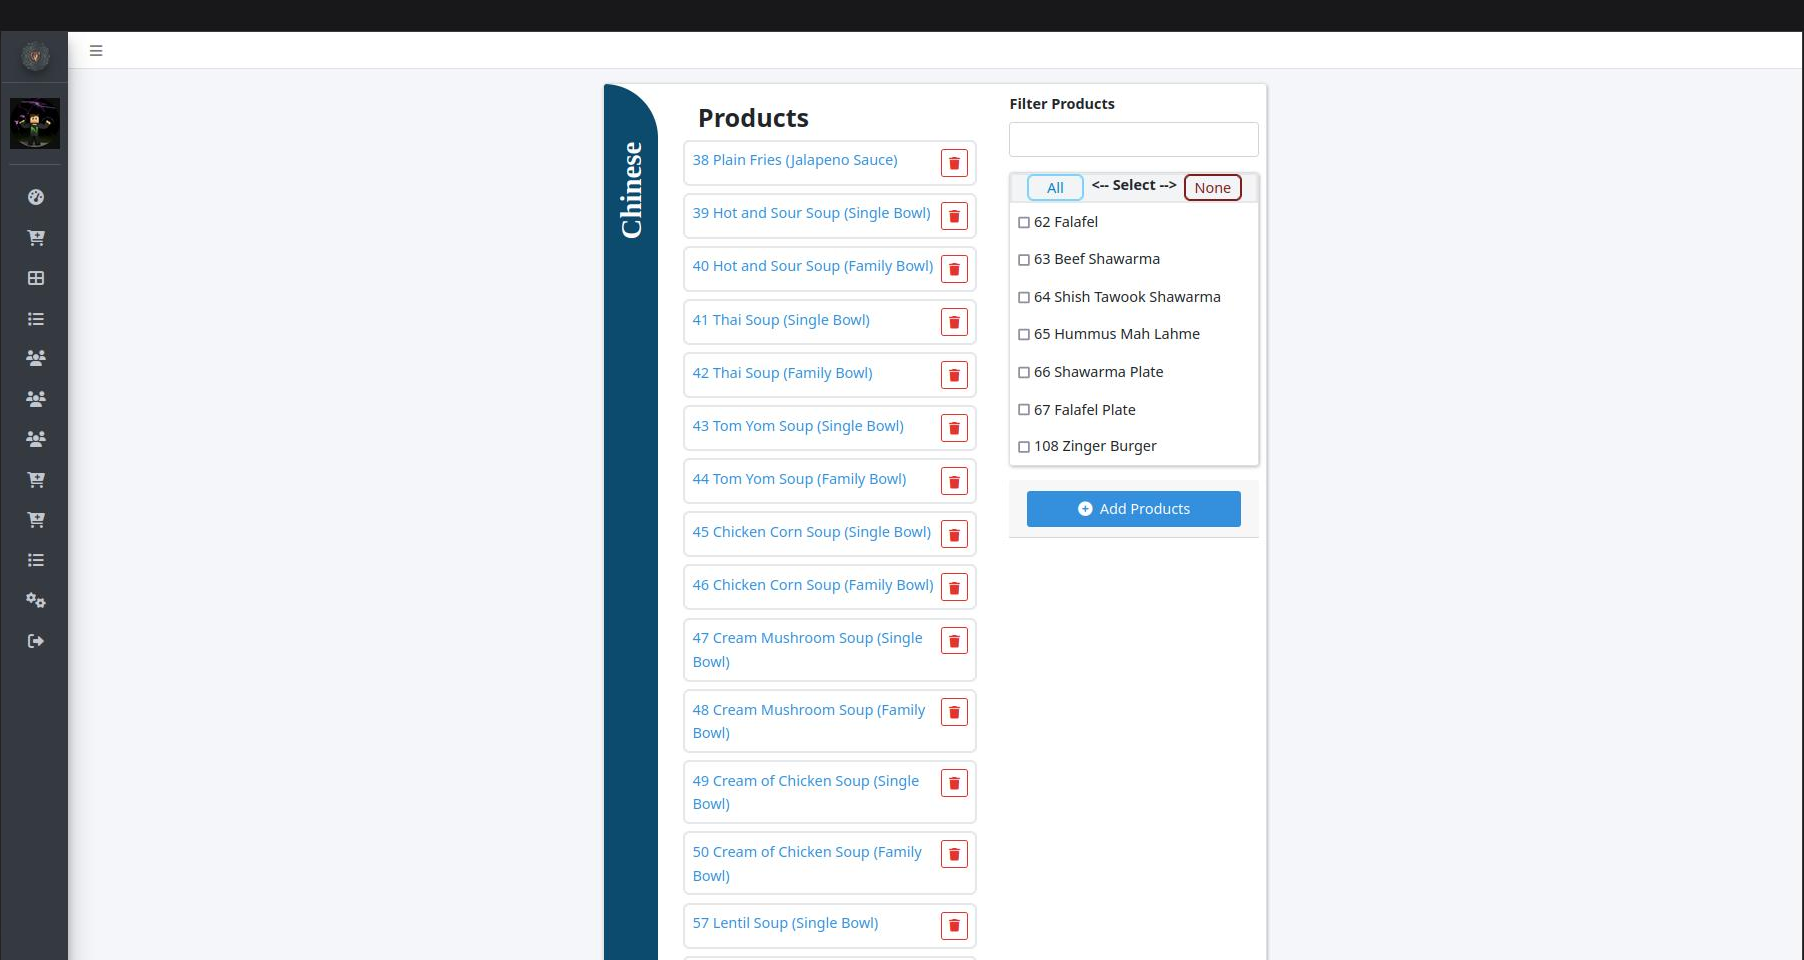 Chinese
Products
38 Plain Fries (Jalapeno Sauce)
39 Hot and Sour Soup (Single Bowl)
40 Hot and Sour Soup (Family Bowl)
41 Thai Soup (Single Bowl)
42 Thai Soup (Family Bowl)
43 Tom Yom Soup (Single Bowl)
44 Tom Yom Soup (Family Bowl)
45 Chicken Corn Soup (Single Bowl)
46 Chicken Corn Soup (Family Bowl)
47 Cream Mushroom Soup (Single
Bowl)
48 Cream Mushroom Soup (Family
Bowl)
49 Cream of Chicken Soup (Single
Bowl)
50 Cream of Chicken Soup (Family
Bowl)
57 Lentil Soup (Single Bowl)
Filter Products
All <-- Select --> None
62 Falafel
63 Beef Shawarma
64 Shish Tawook Shawarma
65 Hummus Mah Lahme
66 Shawarma Plate
67 Falafel Plate
108 Zinger Burger
Add Products